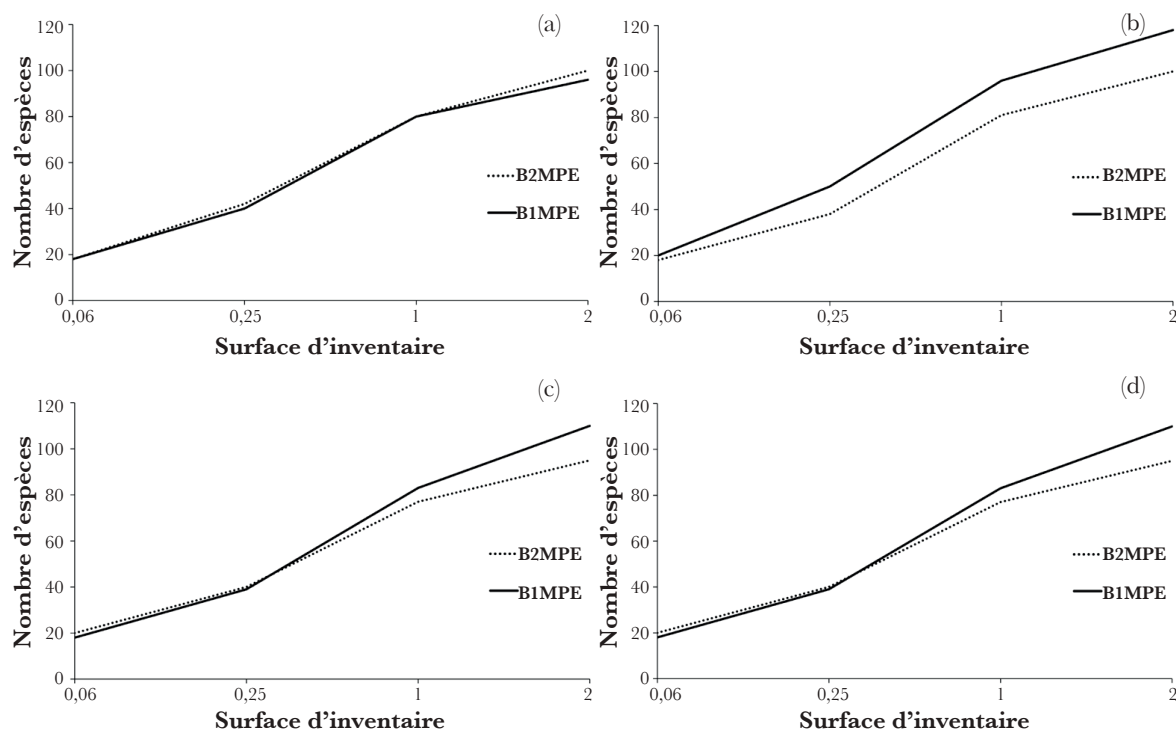 (a)
120
100
80
60
40
20
0
Nombre d'espèces
B2MPE
B1MPE
0,06 0,25 1 2
Surface d'inventaire
(b)
120
100
80
60
40
20
0
Nombre d'espèces
B2MPE
B1MPE
0,06 0,25 1 2
Surface d'inventaire
(c)
120
100
80
60
40
20
0
Nombre d'espèces
B2MPE
B1MPE
0,06 0,25 1 2
Surface d'inventaire
(d)
120
100
80
60
40
20
0
Nombre d'espèces
B2MPE
B1MPE
0,06 0,25 1 2
Surface d'inventaire